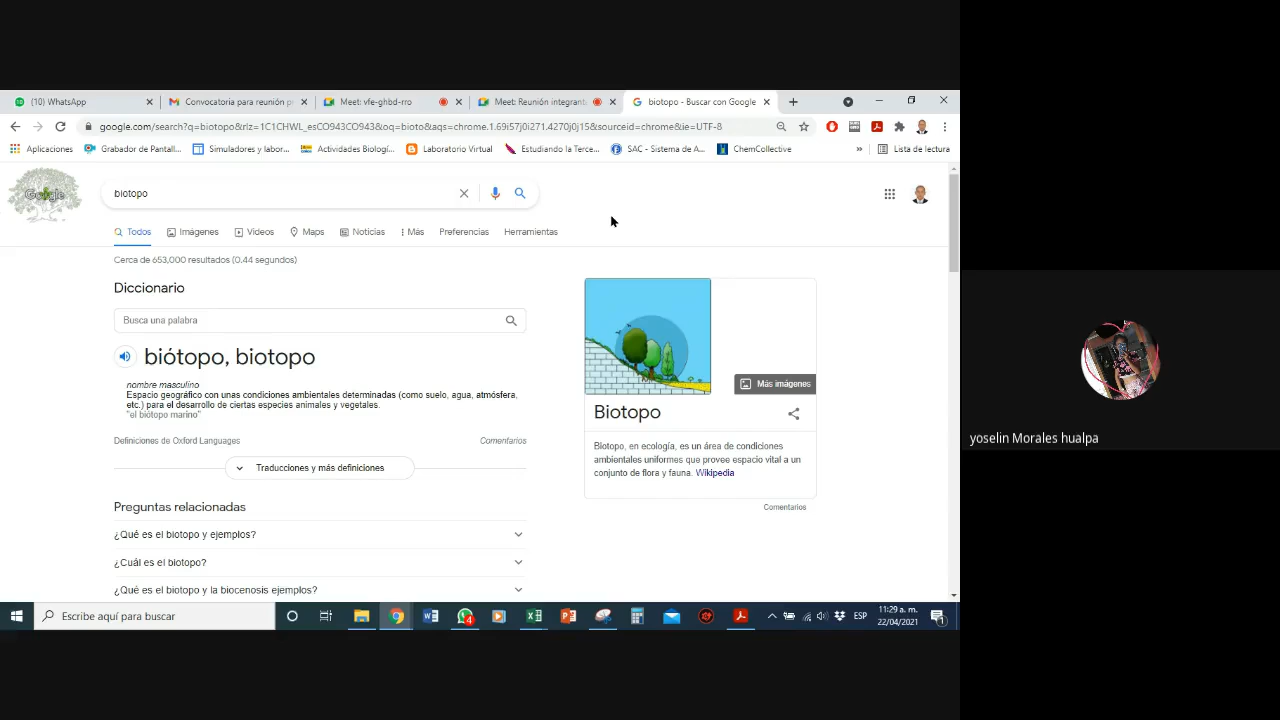 (10) WhatsApp
Convocatoria para reunión p
Meet: vfe-ghbd-rro
Meet: Reunión integrant
biotopo - Buscar con Google
google.com/search?q=biotopo&rlz=1C1CHWL_esCO943CO943&oq=bioto&aqs=chrome.1.69i57j0i271.4270j0j15&sourceid=chrome&ie=UTF-8
Aplicaciones
Grabador de Pantall...
Simuladores y labor...
Actividades Biologí...
Laboratorio Virtual
Estudiando la Terce...
SAC - Sistema de A...
ChemCollective
»
Lista de lectura
Google
biotopo
Todos
Imágenes
Videos
Maps
Noticias
Más
Preferencias
Herramientas
Cerca de 653,000 resultados (0.44 segundos)
Diccionario
Busca una palabra
biótopo, biotopo
nombre masculino
Espacio geográfico con unas condiciones ambientales determinadas (como suelo, agua, atmósfera,
etc.) para el desarrollo de ciertas especies animales y vegetales.
"el biótopo marino"
Definiciones de Oxford Languages
Comentarios
Traducciones y más definiciones
Preguntas relacionadas
¿Qué es el biotopo y ejemplos?
¿Cuál es el biotopo?
¿Qué es el biotopo y la biocenosis ejemplos?
Más imágenes
Biotopo
Biotopo, en ecología, es un área de condiciones
ambientales uniformes que provee espacio vital a un
conjunto de flora y fauna. Wikipedia
Comentarios
yoselin Morales hualpa
Escribe aquí para buscar
4
ESP
11:29 a. m.
22/04/2021
1